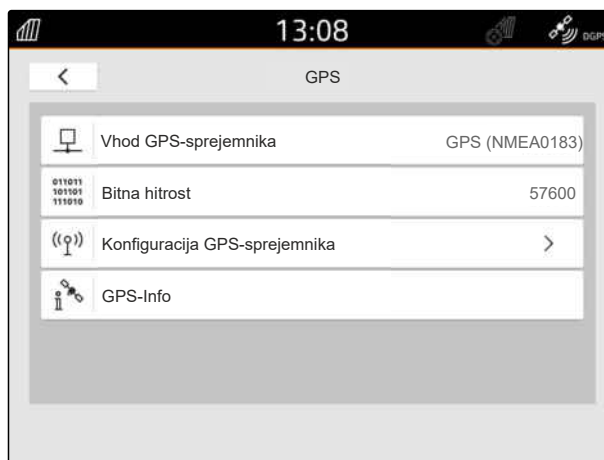 13:08
DGPS
GPS
Vhod GPS-sprejemnika GPS (NMEA0183)
011011
101101
111010
Bitna hitrost 57600
Konfiguracija GPS-sprejemnika
GPS-Info